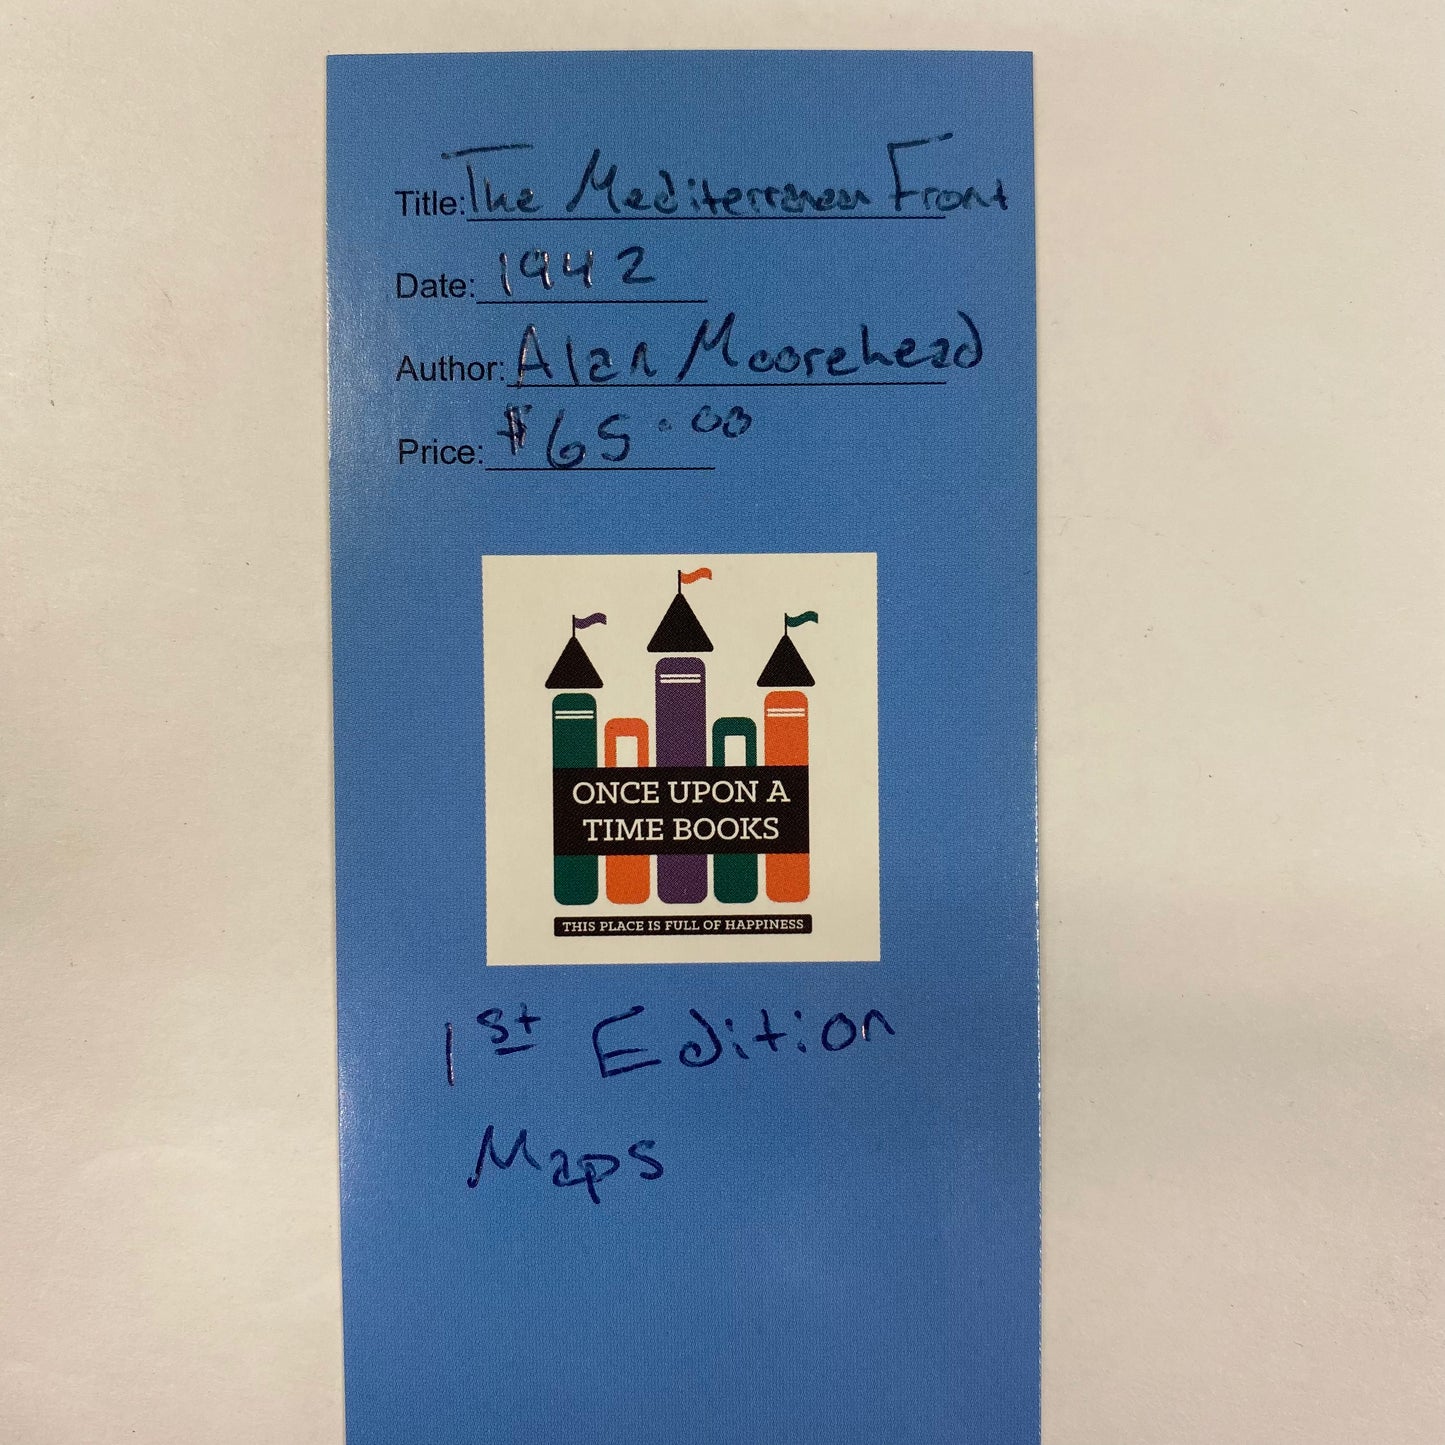 Title: The Mediterranean Front
Date: 1942
Author: Alan Moorehead
Price: $65.00
ONCE UPON A
TIME BOOKS
THIS PLACE IS FULL OF HAPPINESS
1st Edition
Maps